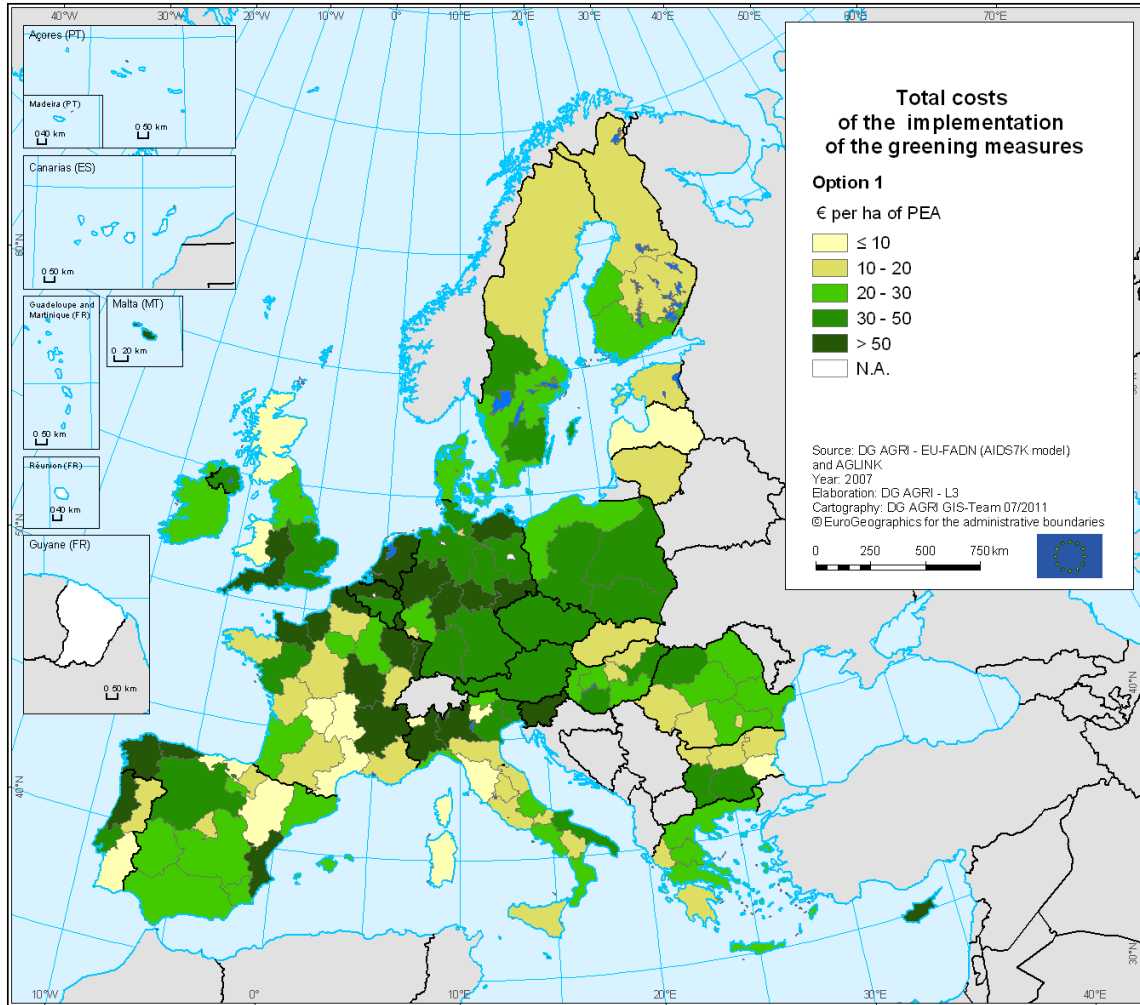 40°W
30°W
20°W
10°W
0°
10°E
20°E
30°E
40°E
50°E
60°E
70°E
Açores (PT)
Madeira (PT)
0 40 km
0 50 km
Canarias (ES)
0 50 km
Guadeloupe and
Martinique (FR)
0 50 km
Malta (MT)
0 20 km
Réunion (FR)
0 40 km
Guyane (FR)
0 50 km
60°N
50°N
40°N
40°N
30°N
Total costs
of the implementation
of the greening measures
Option 1
€ per ha of PEA
≤ 10
10 - 20
20 - 30
30 - 50
> 50
N.A.
Source: DG AGRI - EU-FADN (AIDS7K model)
and AGLINK
Year: 2007
Elaboration: DG AGRI - L3
Cartography: DG AGRI GIS-Team 07/2011
© EuroGeographics for the administrative boundaries
0 250 500 750 km
10°W
0°
10°E
20°E
30°E
40°E